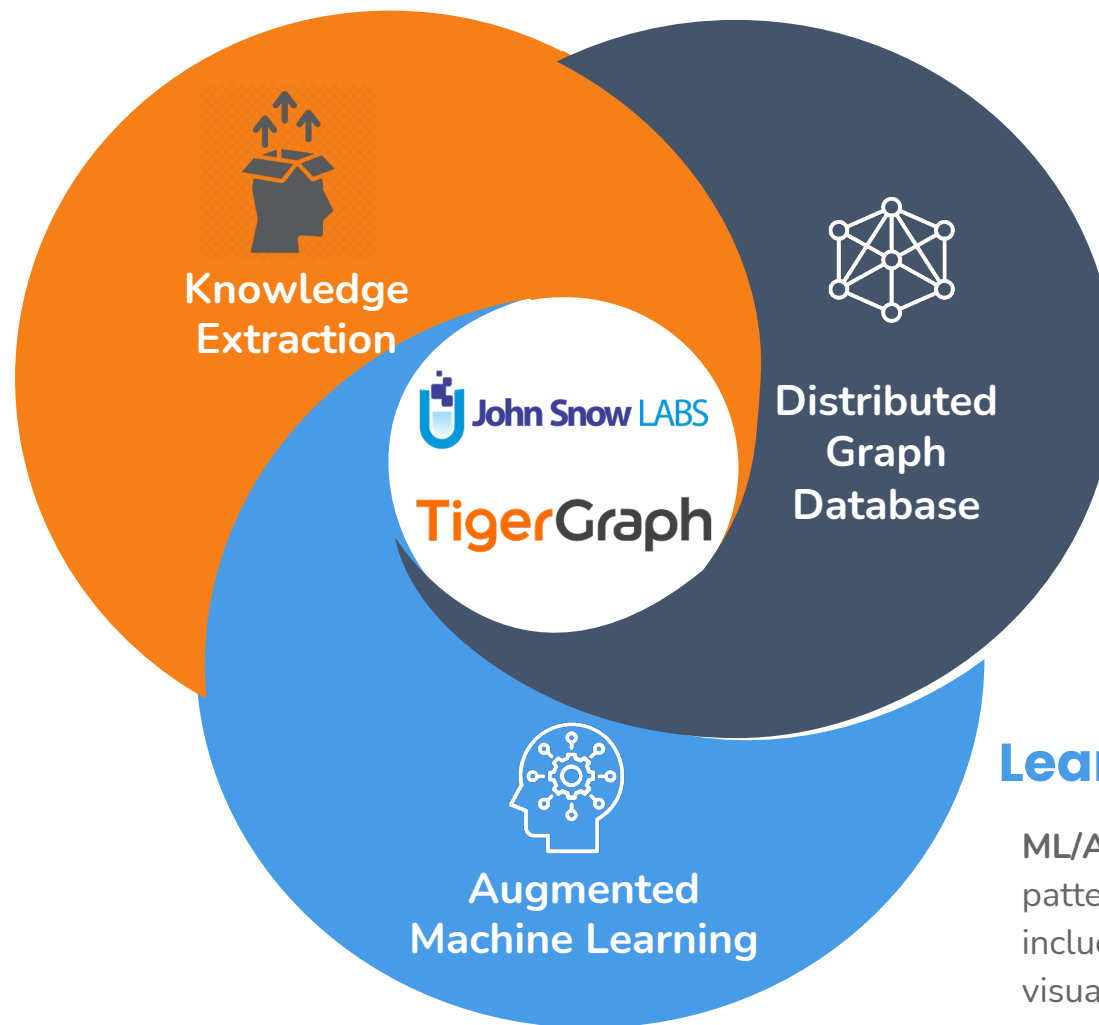 Knowledge
Extraction
John Snow LABS
TigerGraph
Distributed
Graph
Database
Augmented
Machine Learning